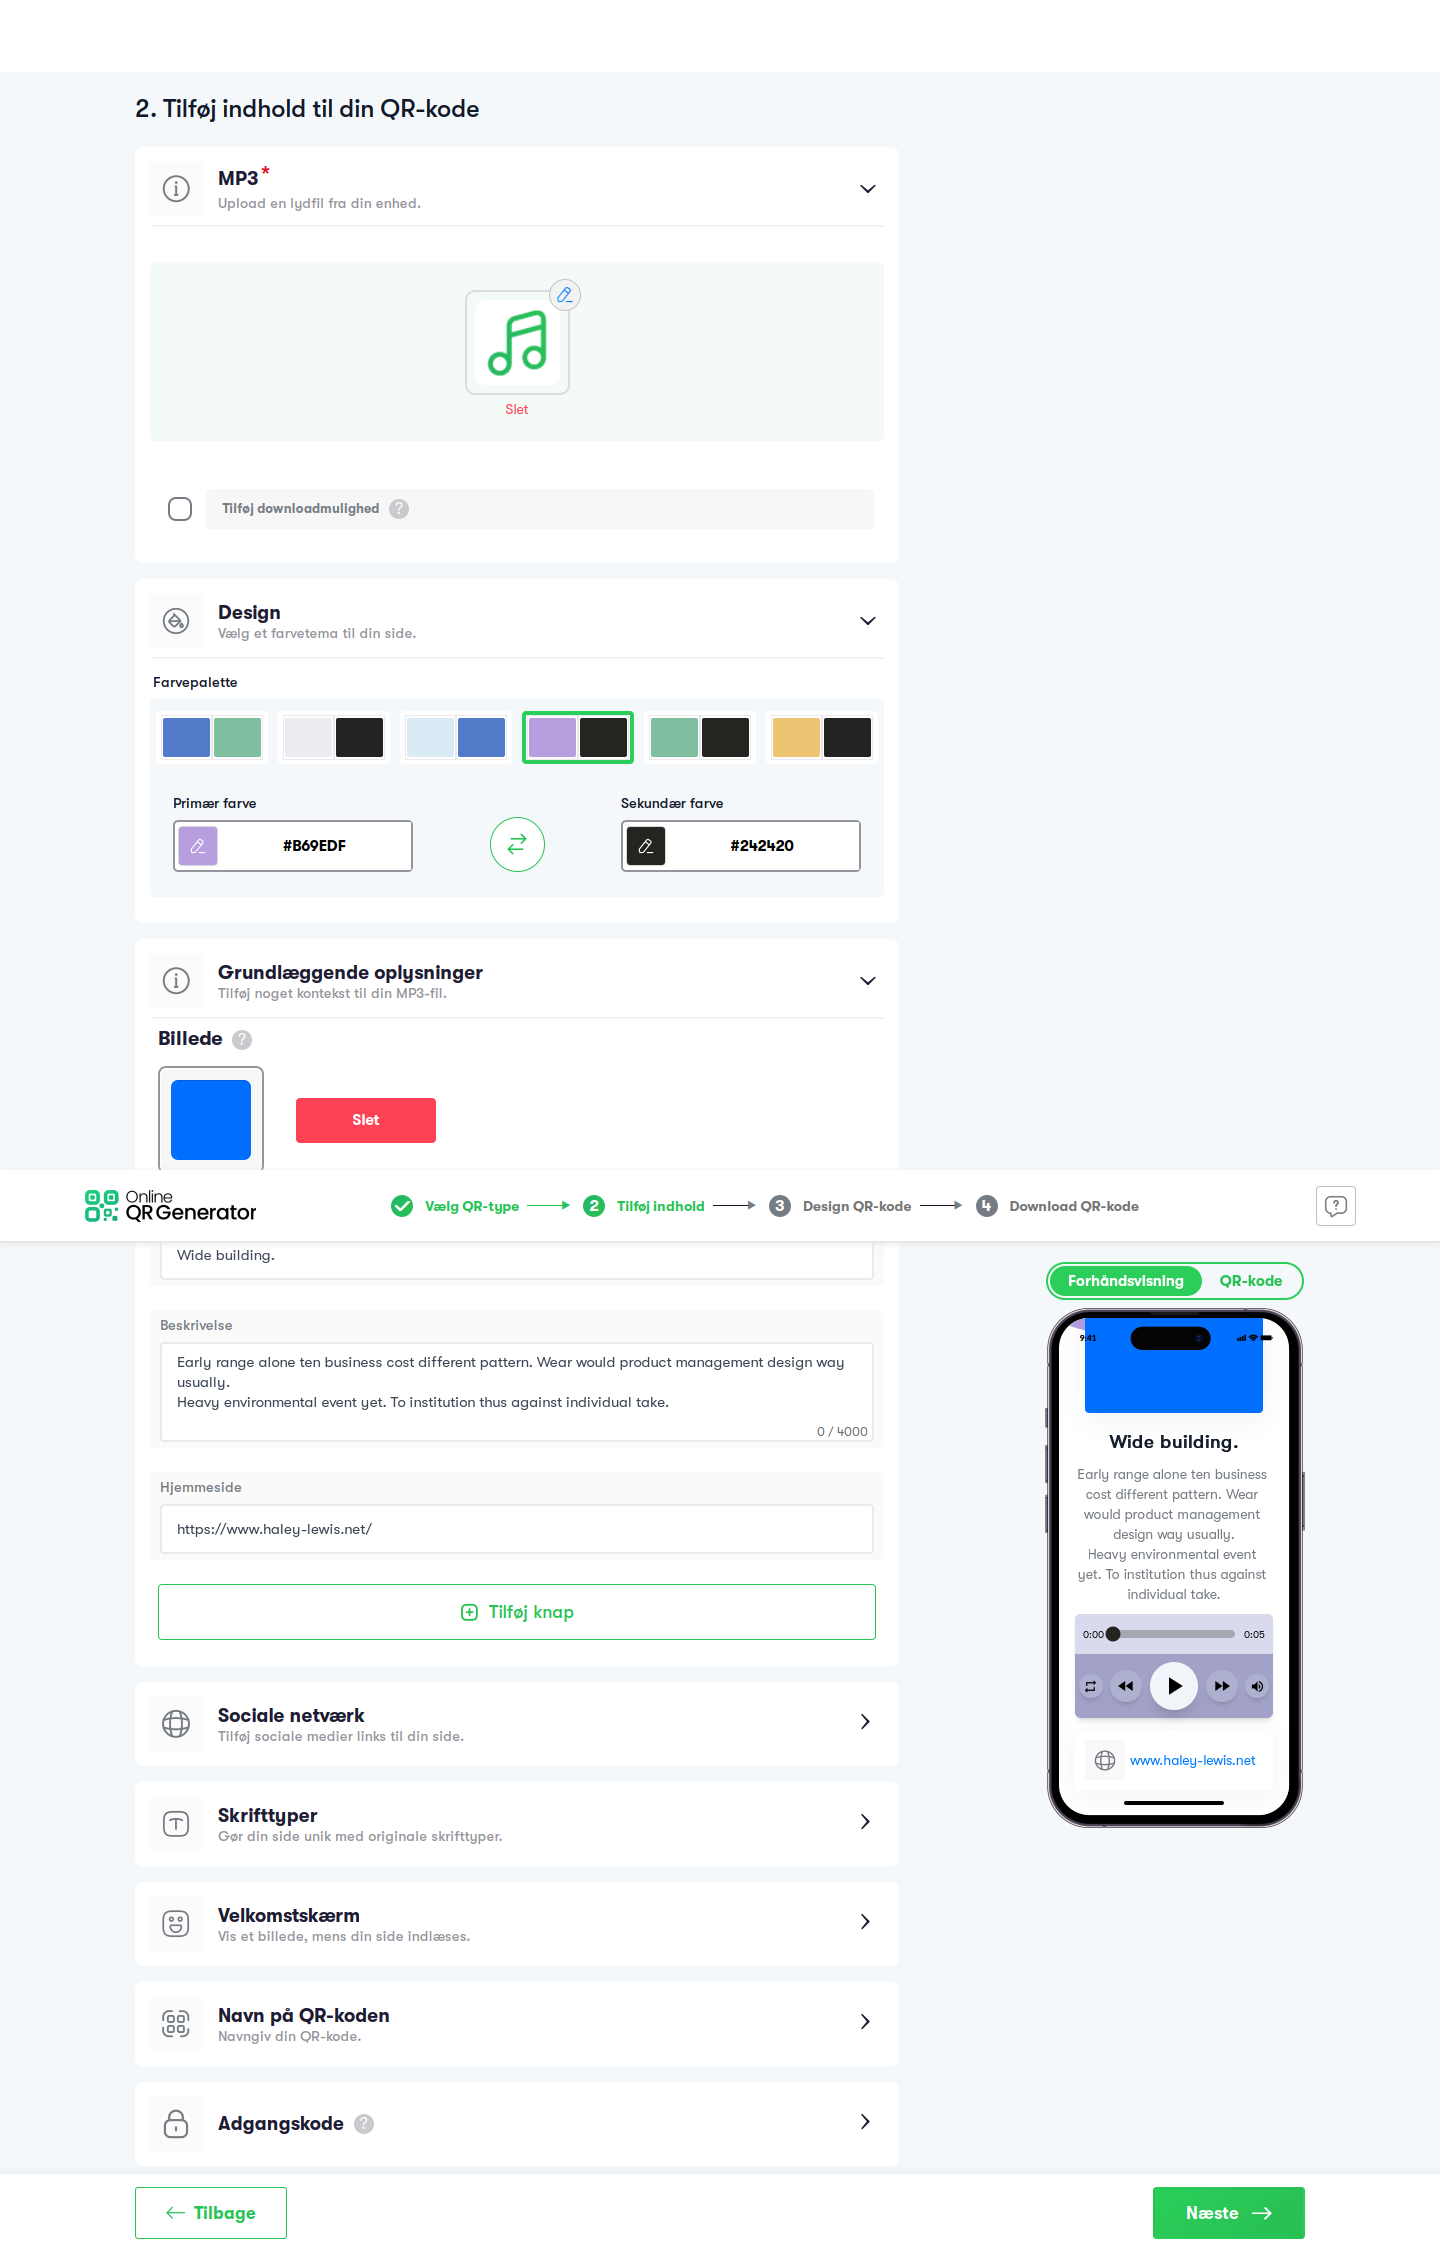 2. Tilføj indhold til din QR-kode
MP3*
Upload en lydfil fra din enhed.
Slet
Tilføj downloadmulighed ?
Design
Vælg et farvetema til din side.
Farvepalette
Primær farve
Sekundær farve
#B69EDF
#242420
Grundlæggende oplysninger
Tilføj noget kontekst til din MP3-fil.
Billede ?
Slet
Online
QR Generator
Vælg QR-type
2 Tilføj indhold
3 Design QR-kode
4 Download QR-kode
?
Wide building.
Beskrivelse
Early range alone ten business cost different pattern. Wear would product management design way
usually.
Heavy environmental event yet. To institution thus against individual take.
0 / 4000
Hjemmeside
https://www.haley-lewis.net/
Tilføj knap
Sociale netværk
Tilføj sociale medier links til din side.
Skrifttyper
Gør din side unik med originale skrifttyper.
Velkomstskærm
Vis et billede, mens din side indlæses.
Navn på QR-koden
Navngiv din QR-kode.
Adgangskode ?
Forhåndsvisning
QR-kode
9:41
Wide building.
Early range alone ten business
cost different pattern. Wear
would product management
design way usually.
Heavy environmental event
yet. To institution thus against
individual take.
0:00
0:05
www.haley-lewis.net
Tilbage
Næste